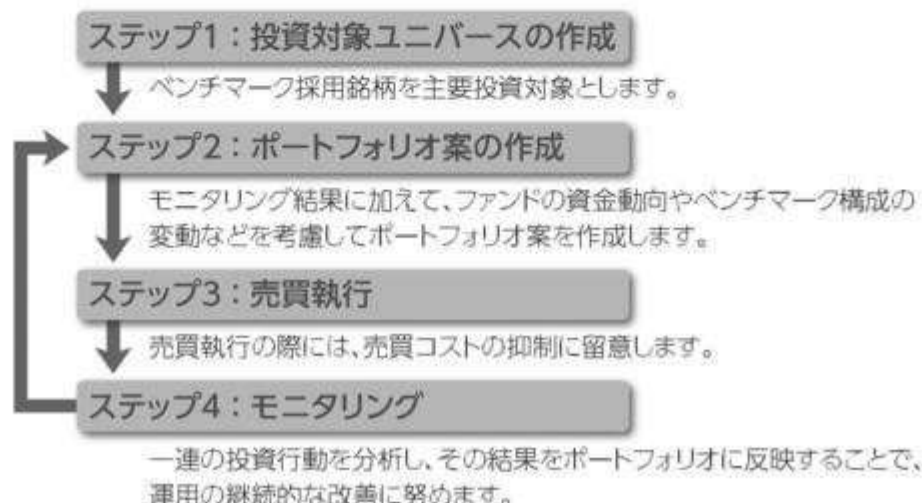 ステップ1：投資対象ユニバースの作成
ベンチマーク採用銘柄を主要投資対象とします。
ステップ2：ポートフォリオ案の作成
モニタリング結果に加えて、ファンドの資金動向やベンチマーク構成の
変動などを考慮してポートフォリオ案を作成します。
ステップ3：売買執行
売買執行の際には、売買コストの抑制に留意します。
ステップ4：モニタリング
一連の投資行動を分析し、その結果をポートフォリオに反映することで、
運用の継続的な改善に努めます。